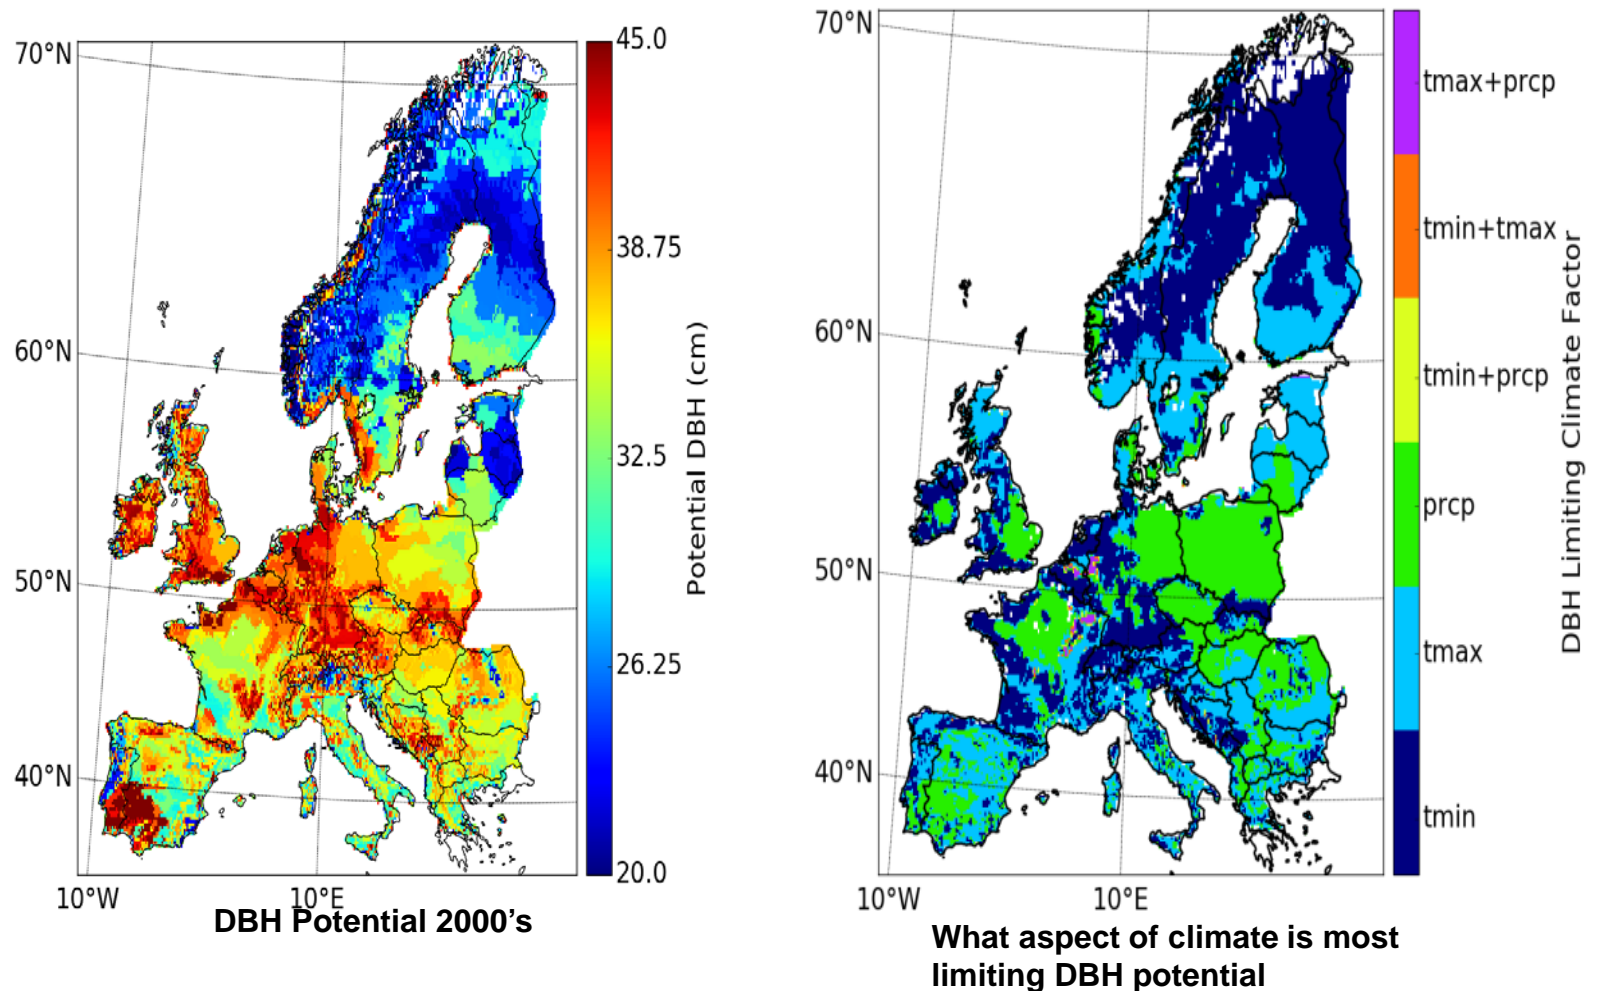 70°N
60°N
50°N
40°N
10°W
10°E
45.0
38.75
32.5
26.25
20.0
Potential DBH (cm)
DBH Potential 2000’s
70°N
60°N
50°N
40°N
10°W
10°E
tmax+prcp
tmin+tmax
tmin+prcp
prcp
tmax
tmin
DBH Limiting Climate Factor
What aspect of climate is most
limiting DBH potential